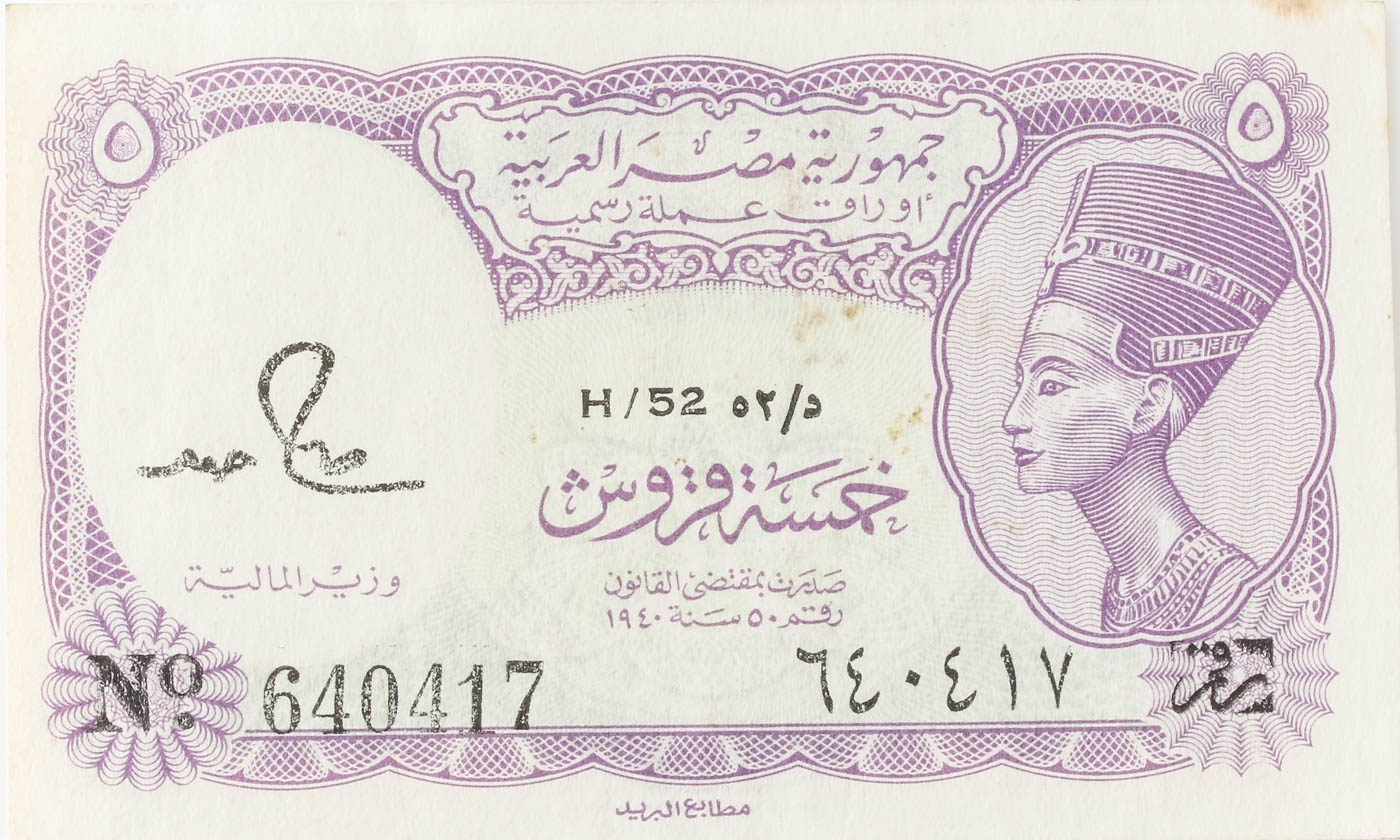 ٥ ٥
جمهورية مصر العربية
أوراق عملة رسمية
H/52 د/٥٢
خمسة قروش
صدرت بمقتضى القانون
رقم ٥٠ سنة ١٩٤٠
وزير المالية
No 640417 ٦٤٠٤١٧ رقم
مطابع البريد